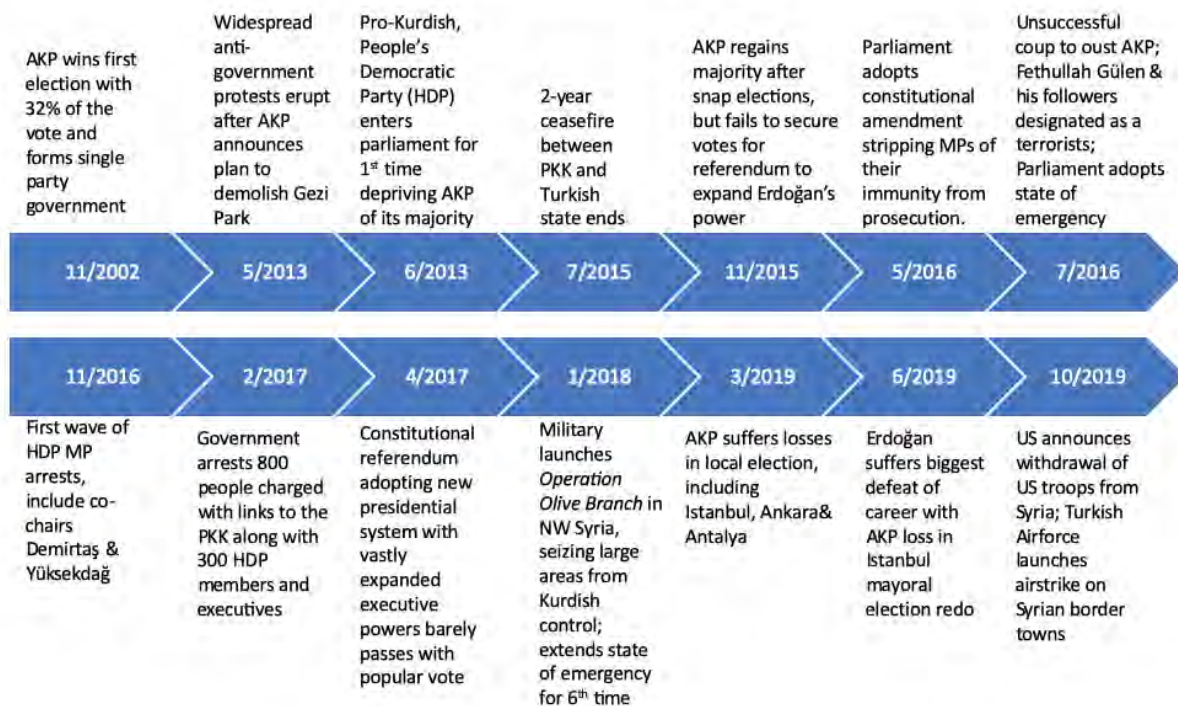 AKP wins first
election with
32% of the
vote and
forms single
party
government
Widespread
anti-
government
protests erupt
after AKP
announces
plan to
demolish Gezi
Park
Pro-Kurdish,
People's
Democratic
Party (HDP)
enters
parliament for
1st time
depriving AKP
of its majority
2-year
ceasefire
between
PKK and
Turkish
state ends
AKP regains
majority after
snap elections,
but fails to secure
votes for
referendum to
expand Erdoğan's
power
Parliament
adopts
constitutional
amendment
stripping MPs of
their
immunity from
prosecution.
Unsuccessful
coup to oust AKP;
Fethullah Gülen &
his followers
designated as a
terrorists;
Parliament adopts
state of
emergency
11/2002
5/2013
6/2013
7/2015
11/2015
5/2016
7/2016
11/2016
2/2017
4/2017
1/2018
3/2019
6/2019
10/2019
First wave of
HDP MP
arrests,
include co-
chairs
Demirtaş &
Yüksekdağ
Government
arrests 800
people charged
with links to the
PKK along with
300 HDP
members and
executives
Constitutional
referendum
adopting new
presidential
system with
vastly
expanded
executive
powers barely
passes with
popular vote
Military
launches
Operation
Olive Branch in
NW Syria,
seizing large
areas from
Kurdish
control;
extends state
of emergency
for 6th time
AKP suffers losses
in local election,
including
Istanbul, Ankara&
Antalya
Erdoğan
suffers biggest
defeat of
career with
AKP loss in
Istanbul
mayoral
election redo
US announces
withdrawal of
US troops from
Syria; Turkish
Airforce
launches
airstrike on
Syrian border
towns